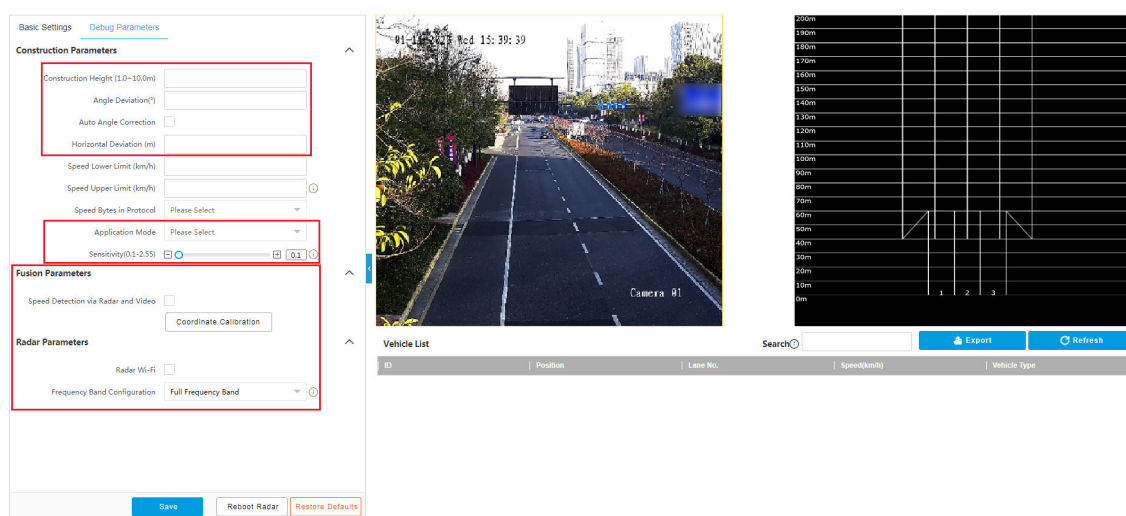 Basic Settings Debug Parameters
Construction Parameters
Construction Height (1.0~10.0m)
Angle Deviation(°)
Auto Angle Correction
Horizontal Deviation (m)
Speed Lower Limit (km/h)
Speed Upper Limit (km/h)
Speed Bytes in Protocol Please Select
Application Mode Please Select
Sensitivity(0.1-2.55) 0.1
Fusion Parameters
Speed Detection via Radar and Video
Coordinate Calibration
Radar Parameters
Radar Wi-Fi
Frequency Band Configuration Full Frequency Band
Save Reboot Radar Restore Defaults
Wed 15:39:39
Camera 01
200m
190m
180m
170m
160m
150m
140m
130m
120m
110m
100m
90m
80m
70m
60m
50m
40m
30m
20m
10m
0m
1 2 3
Vehicle List Search Export Refresh
ID Position Lane No. Speed(km/h) Vehicle Type